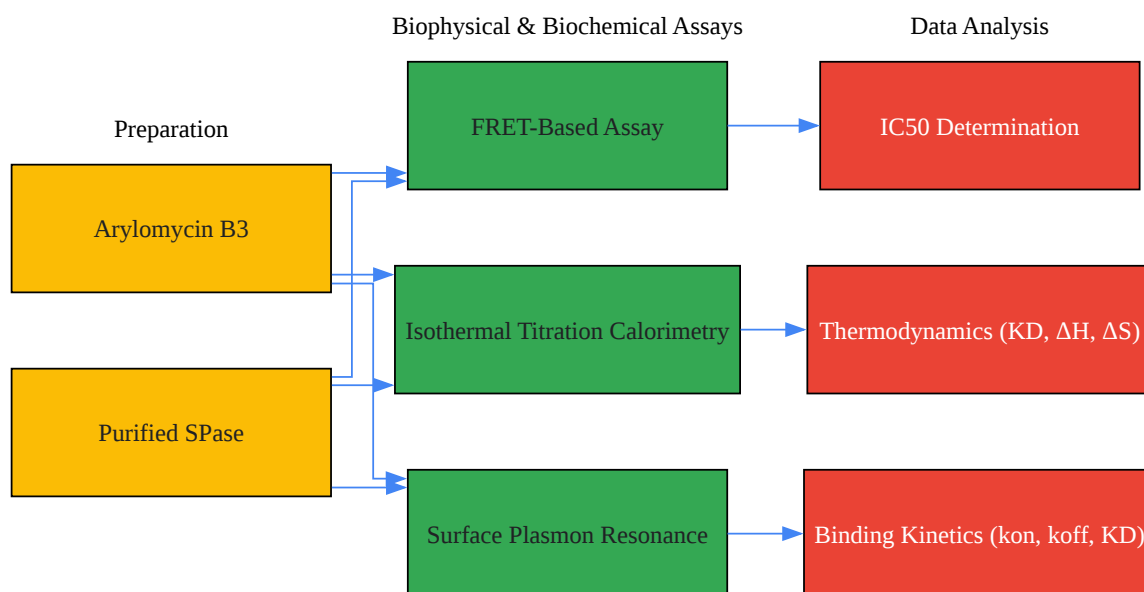 Preparation
Arylomycin B3
Purified SPase
Biophysical & Biochemical Assays
FRET-Based Assay
Isothermal Titration Calorimetry
Surface Plasmon Resonance
Data Analysis
IC50 Determination
Thermodynamics (KD, ΔH, ΔS)
Binding Kinetics (kon, koff, KD)